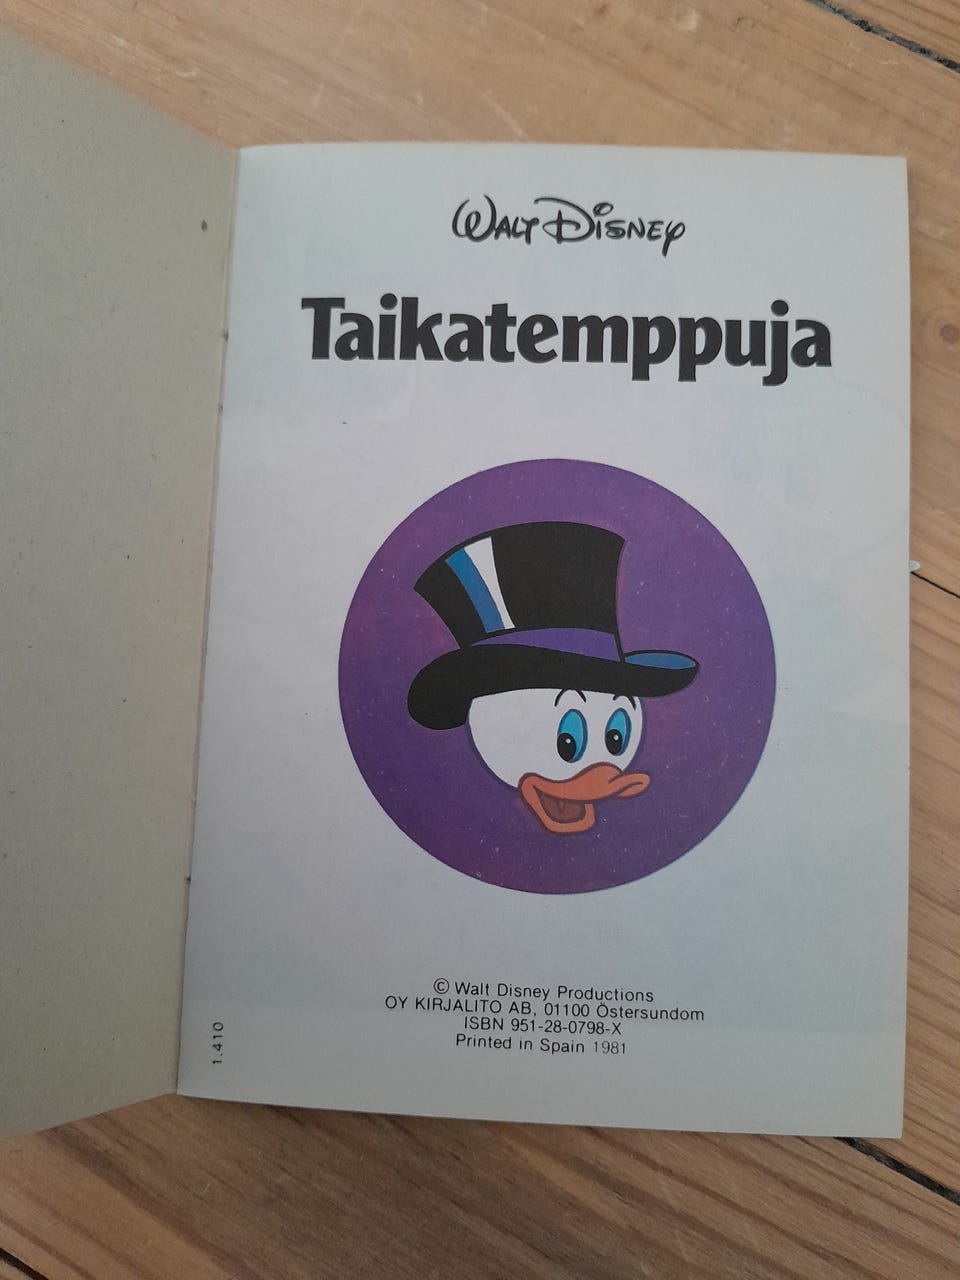 WALT DISNEY
Taikatemppuja
© Walt Disney Productions
OY KIRJALITO AB, 01100 Östersundom
ISBN 951-28-0798-X
Printed in Spain 1981
1.410